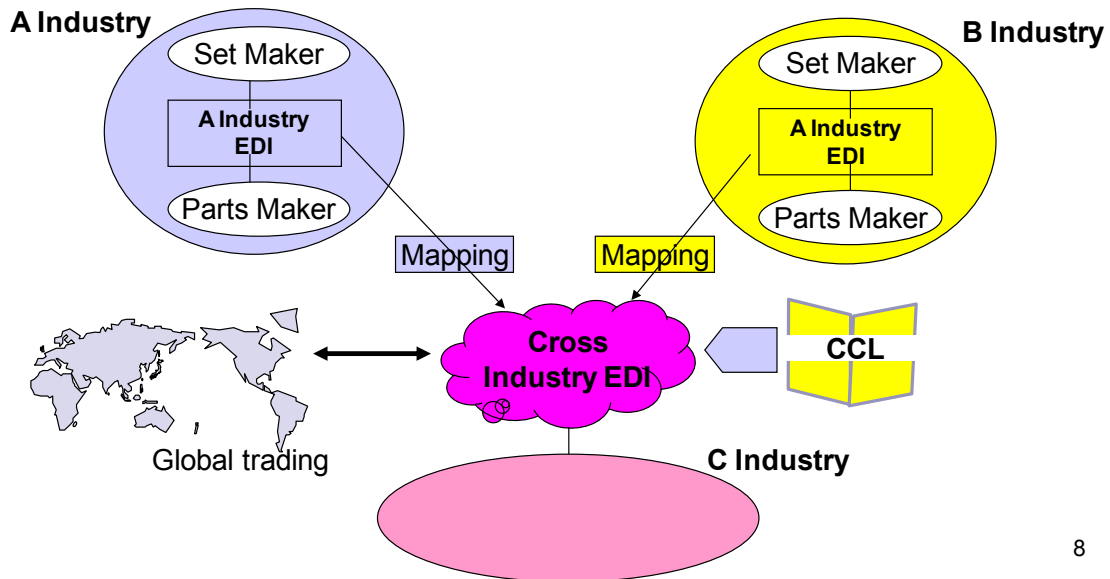 A Industry
Set Maker
A Industry
EDI
Parts Maker
B Industry
Set Maker
A Industry
EDI
Parts Maker
Mapping
Mapping
Cross
Industry EDI
CCL
Global trading
C Industry
8